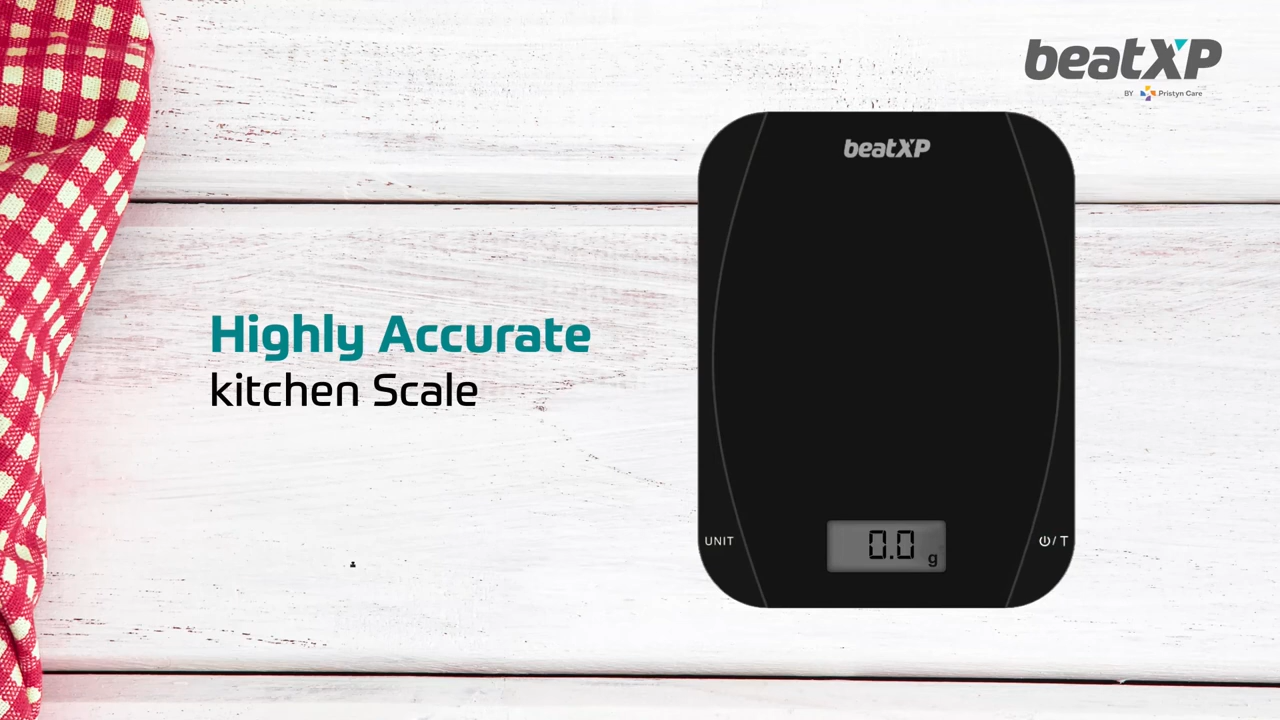 beatXP
BY Pristyn Care
beatXP
Highly Accurate
kitchen Scale
0.0 g
UNIT
/ T